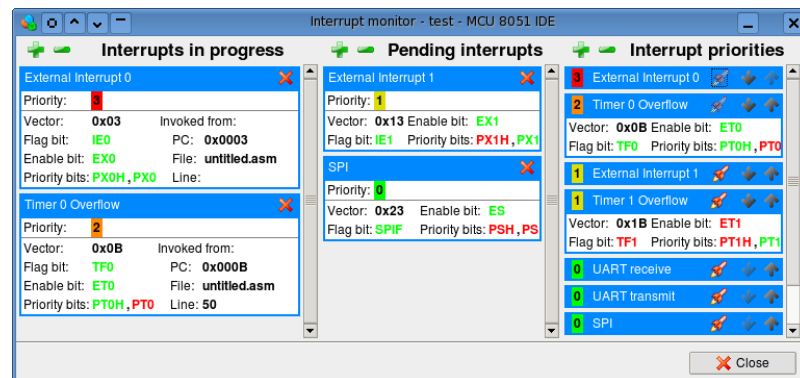 Interrupt monitor - test - MCU 8051 IDE
Interrupts in progress
External Interrupt 0
Priority: 3
Vector: 0x03 Invoked from:
Flag bit: IE0 PC: 0x0003
Enable bit: EX0 File: untitled.asm
Priority bits: PX0H , PX0 Line:
Timer 0 Overflow
Priority: 2
Vector: 0x0B Invoked from:
Flag bit: TF0 PC: 0x000B
Enable bit: ET0 File: untitled.asm
Priority bits: PT0H , PT0 Line: 50
Pending interrupts
External Interrupt 1
Priority: 1
Vector: 0x13 Enable bit: EX1
Flag bit: IE1 Priority bits: PX1H , PX1
SPI
Priority: 0
Vector: 0x23 Enable bit: ES
Flag bit: SPIF Priority bits: PSH , PS
Interrupt priorities
3 External Interrupt 0
2 Timer 0 Overflow
Vector: 0x0B Enable bit: ET0
Flag bit: TF0 Priority bits: PT0H , PT0
1 External Interrupt 1
1 Timer 1 Overflow
Vector: 0x1B Enable bit: ET1
Flag bit: TF1 Priority bits: PT1H , PT1
0 UART receive
0 UART transmit
0 SPI
Close